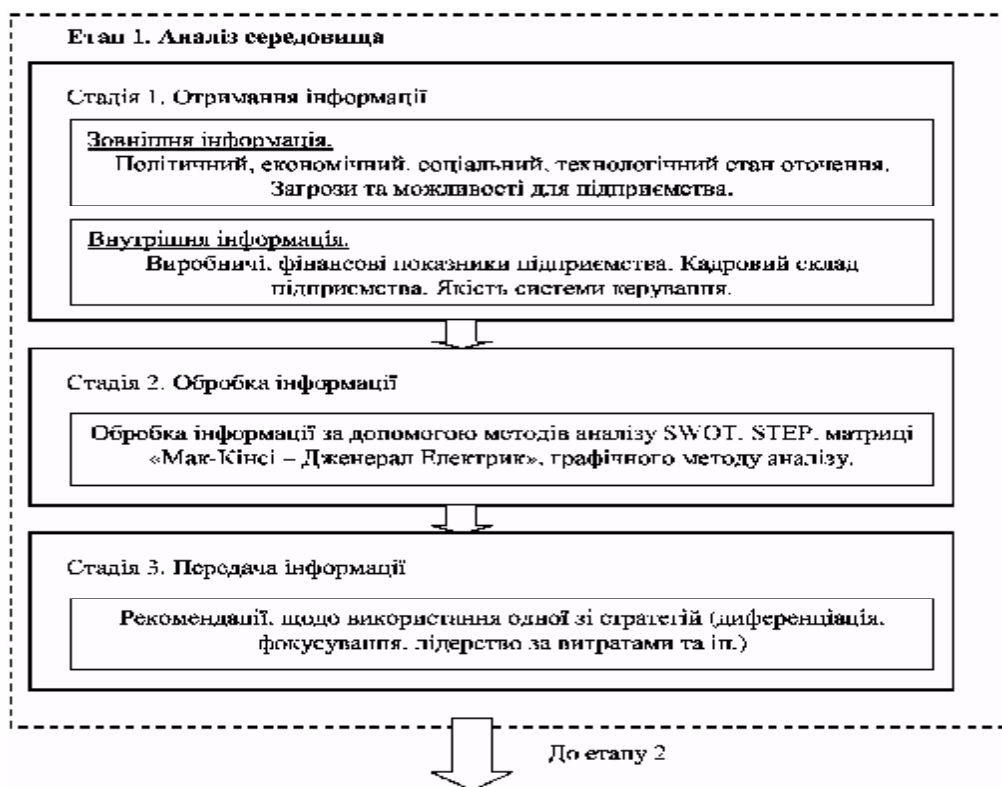 Етап 1. Аналіз середовища
Стадія 1. Отримання інформації
Зовнішня інформація.
Політичний, економічний, соціальний, технологічний стан оточення.
Загрози та можливості для підприємства.
Внутрішня інформація.
Виробничі, фінансові показники підприємства. Кадровий склад
підприємства. Якість системи керування.
Стадія 2. Обробка інформації
Обробка інформації за допомогою методів аналізу SWOT, STEP, матриці
«Мак-Кінсі – Дженерал Електрик», графічного методу аналізу.
Стадія 3. Передача інформації
Рекомендації, щодо використання одної зі стратегій (диференціація,
фокусування, лідерство за витратами та ін.)
До етапу 2